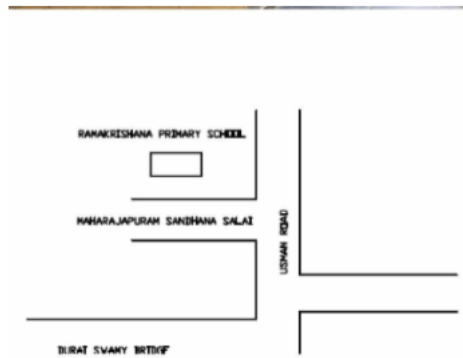 RAMAKRISHANA PRIMARY SCHOOL
MAHARAJAPURAM SANDHANA SALAI
USMAN ROAD
DURAI SWAMY BRIDGE